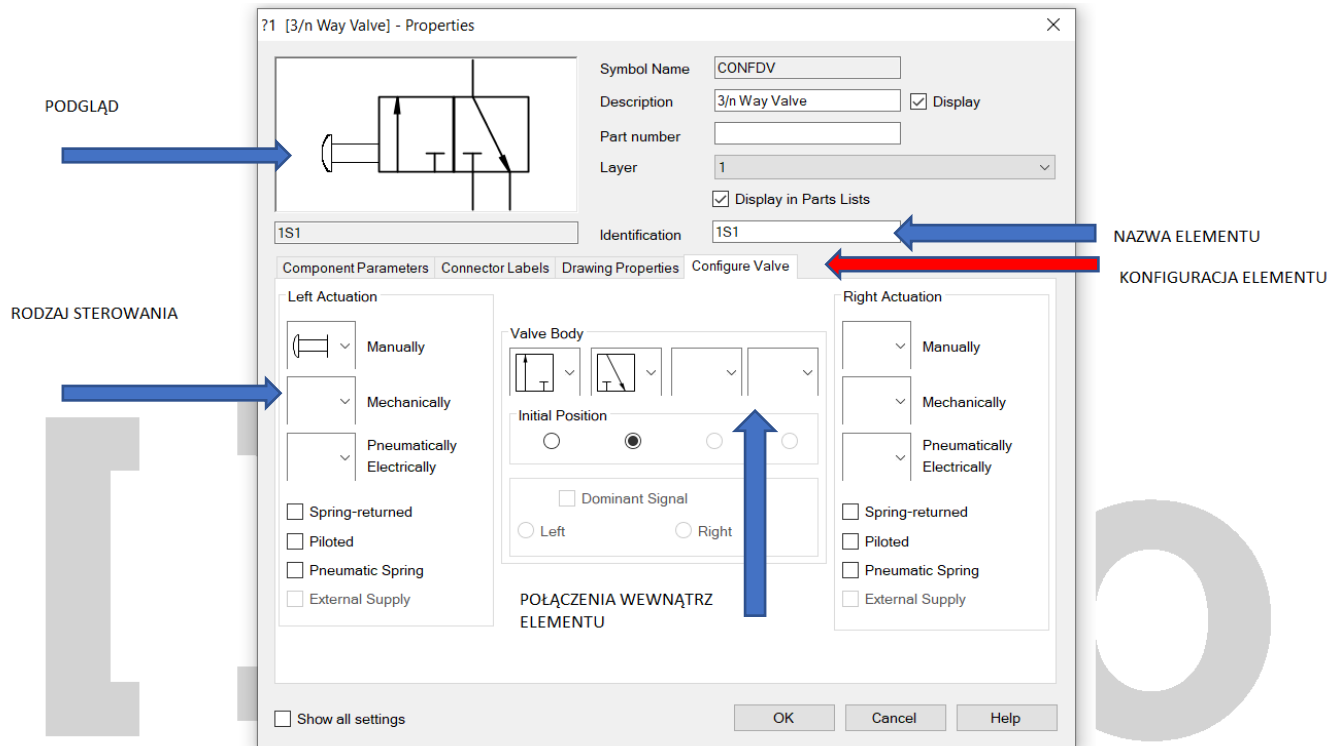 ?1 [3/n Way Valve] - Properties
PODGLĄD
Symbol Name CONFDV
Description 3/n Way Valve Display
Part number
Layer 1
Display in Parts Lists
1S1
Identification 1S1
NAZWA ELEMENTU
KONFIGURACJA ELEMENTU
Component Parameters Connector Labels Drawing Properties Configure Valve
RODZAJ STEROWANIA
Left Actuation
Manually
Mechanically
Pneumatically
Electrically
Spring-returned
Piloted
Pneumatic Spring
External Supply
Valve Body
Initial Position
Dominant Signal
Left Right
POŁĄCZENIA WEWNĄTRZ
ELEMENTU
Right Actuation
Manually
Mechanically
Pneumatically
Electrically
Spring-returned
Piloted
Pneumatic Spring
External Supply
Show all settings
OK Cancel Help